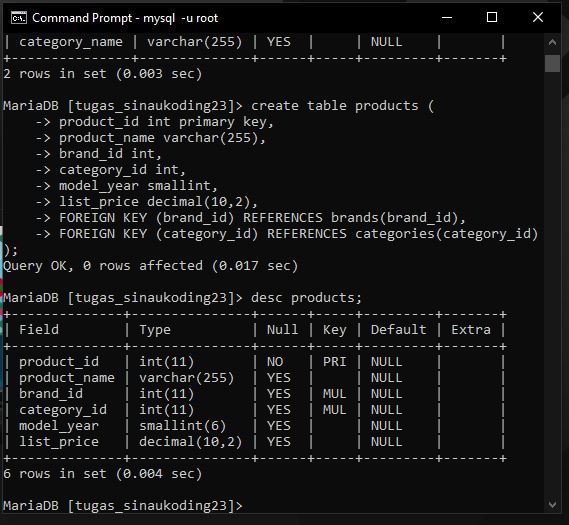 Command Prompt - mysql -u root
| category_name | varchar(255) | YES |     | NULL    |       |
+---------------+--------------+------+-----+---------+-------+
2 rows in set (0.003 sec)
MariaDB [tugas_sinaukoding23]> create table products (
    -> product_id int primary key,
    -> product_name varchar(255),
    -> brand_id int,
    -> category_id int,
    -> model_year smallint,
    -> list_price decimal(10,2),
    -> FOREIGN KEY (brand_id) REFERENCES brands(brand_id),
    -> FOREIGN KEY (category_id) REFERENCES categories(category_id)
);
Query OK, 0 rows affected (0.017 sec)
MariaDB [tugas_sinaukoding23]> desc products;
+--------------+---------------+------+-----+---------+-------+
| Field        | Type          | Null | Key | Default | Extra |
+--------------+---------------+------+-----+---------+-------+
| product_id   | int(11)       | NO   | PRI | NULL    |       |
| product_name | varchar(255)  | YES  |     | NULL    |       |
| brand_id     | int(11)       | YES  | MUL | NULL    |       |
| category_id  | int(11)       | YES  | MUL | NULL    |       |
| model_year   | smallint(6)   | YES  |     | NULL    |       |
| list_price   | decimal(10,2) | YES  |     | NULL    |       |
+--------------+---------------+------+-----+---------+-------+
6 rows in set (0.004 sec)
MariaDB [tugas_sinaukoding23]>